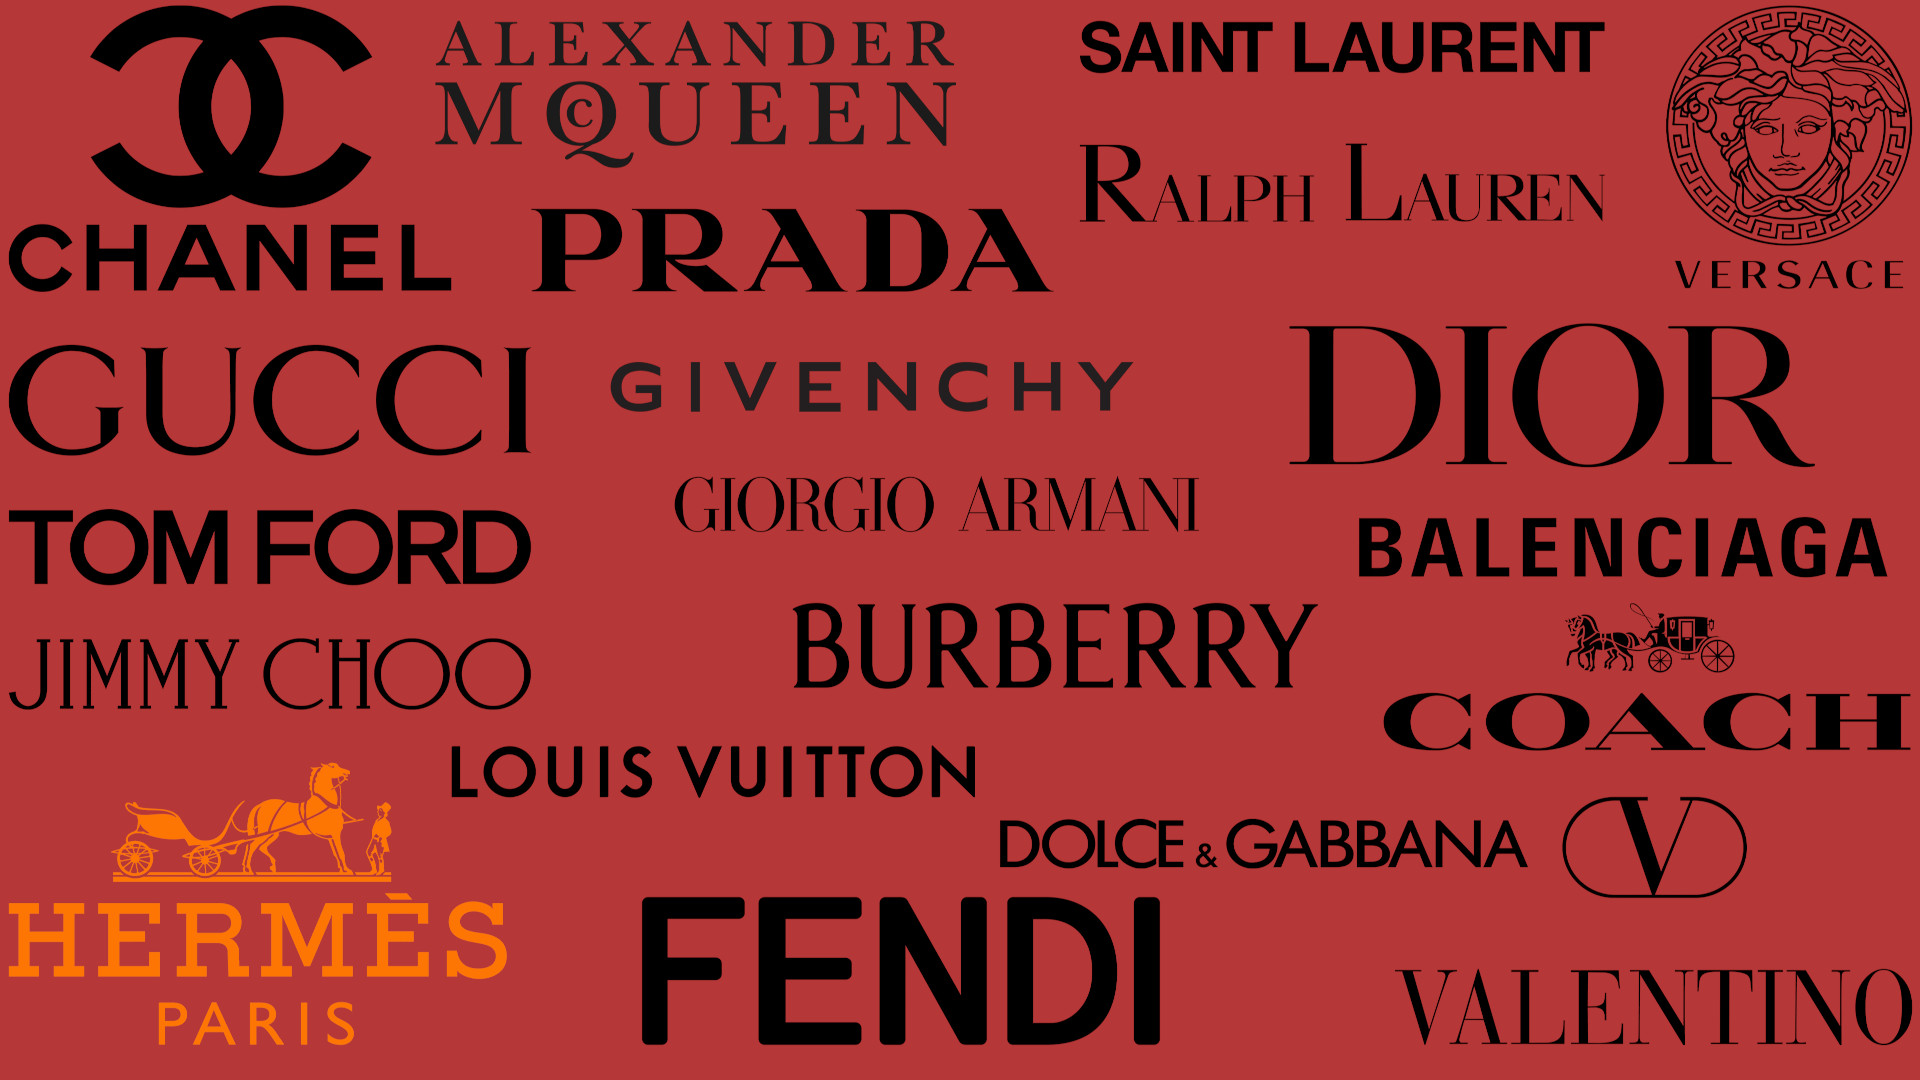 CHANEL
ALEXANDER
McQUEEN
SAINT LAURENT
RALPH LAUREN
VERSACE
PRADA
GUCCI
GIVENCHY
DIOR
GIORGIO ARMANI
TOM FORD
BALENCIAGA
BURBERRY
JIMMY CHOO
COACH
LOUIS VUITTON
DOLCE & GABBANA
V
HERMÈS
PARIS
FENDI
VALENTINO